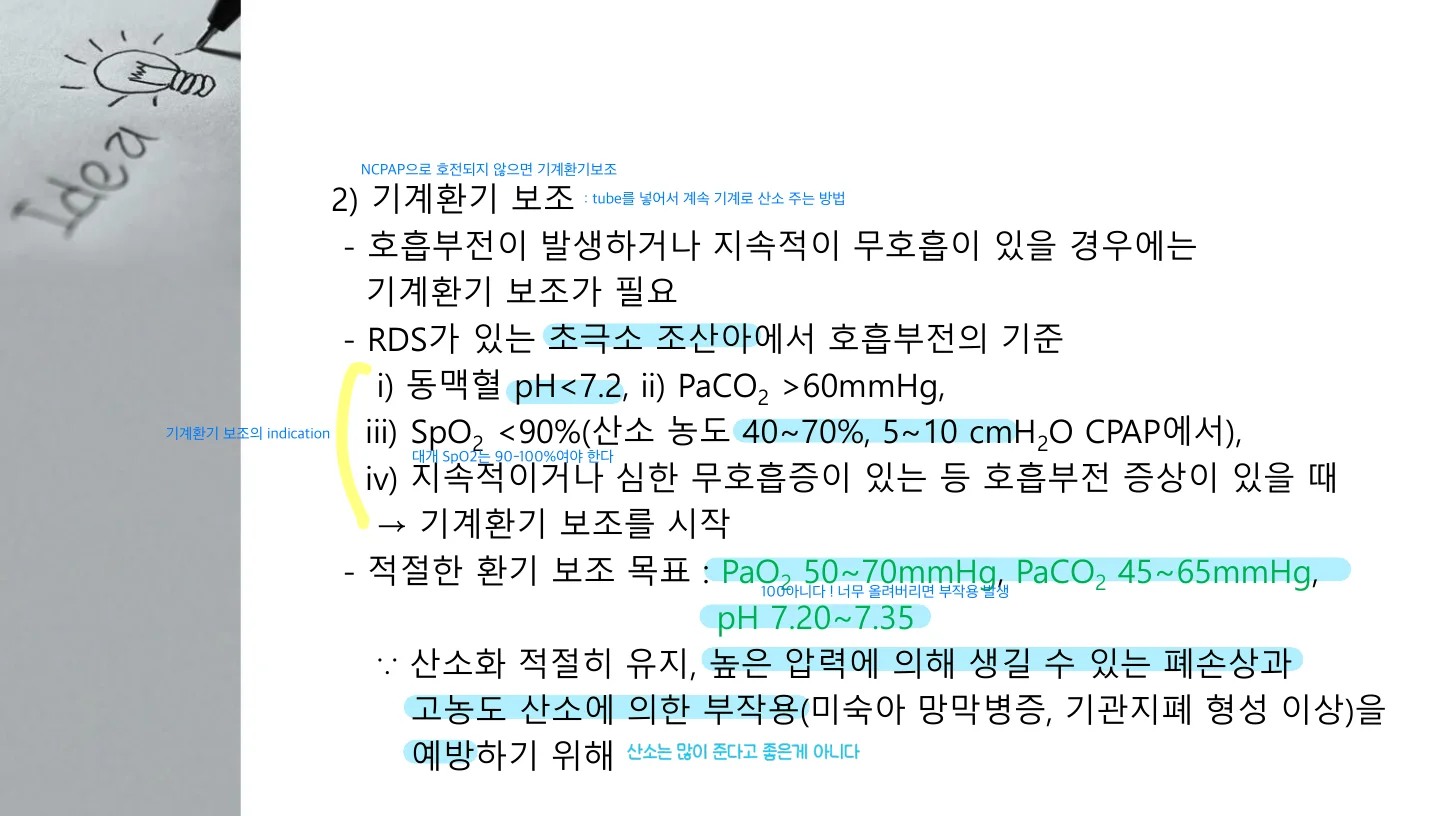 Idea
NCPAP으로 호전되지 않으면 기계환기보조
2) 기계환기 보조 : tube를 넣어서 계속 기계로 산소 주는 방법
- 호흡부전이 발생하거나 지속적이 무호흡이 있을 경우에는
기계환기 보조가 필요
- RDS가 있는 초극소 조산아에서 호흡부전의 기준
i) 동맥혈 pH<7.2, ii) PaCO₂ >60mmHg,
기계환기 보조의 indication
iii) SpO₂ <90%(산소 농도 40~70%, 5~10 cmH₂O CPAP에서),
대개 SpO2는 90-100%여야 한다
iv) 지속적이거나 심한 무호흡증이 있는 등 호흡부전 증상이 있을 때
→ 기계환기 보조를 시작
- 적절한 환기 보조 목표 : PaO₂ 50~70mmHg, PaCO₂ 45~65mmHg,
100아니다 ! 너무 올려버리면 부작용 발생
pH 7.20~7.35
∵ 산소화 적절히 유지, 높은 압력에 의해 생길 수 있는 폐손상과
고농도 산소에 의한 부작용(미숙아 망막병증, 기관지폐 형성 이상)을
예방하기 위해 산소는 많이 준다고 좋은게 아니다